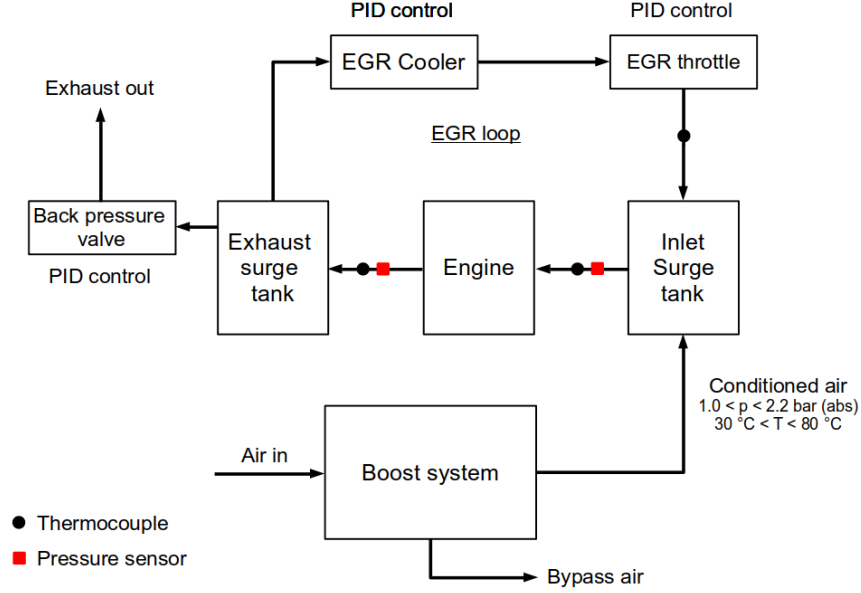 PID control
PID control
EGR Cooler
EGR throttle
Exhaust out
EGR loop
Back pressure
valve
PID control
Exhaust
surge
tank
Engine
Inlet
Surge
tank
Conditioned air
1.0 < p < 2.2 bar (abs)
30 °C < T < 80 °C
Air in
Boost system
Thermocouple
Pressure sensor
Bypass air